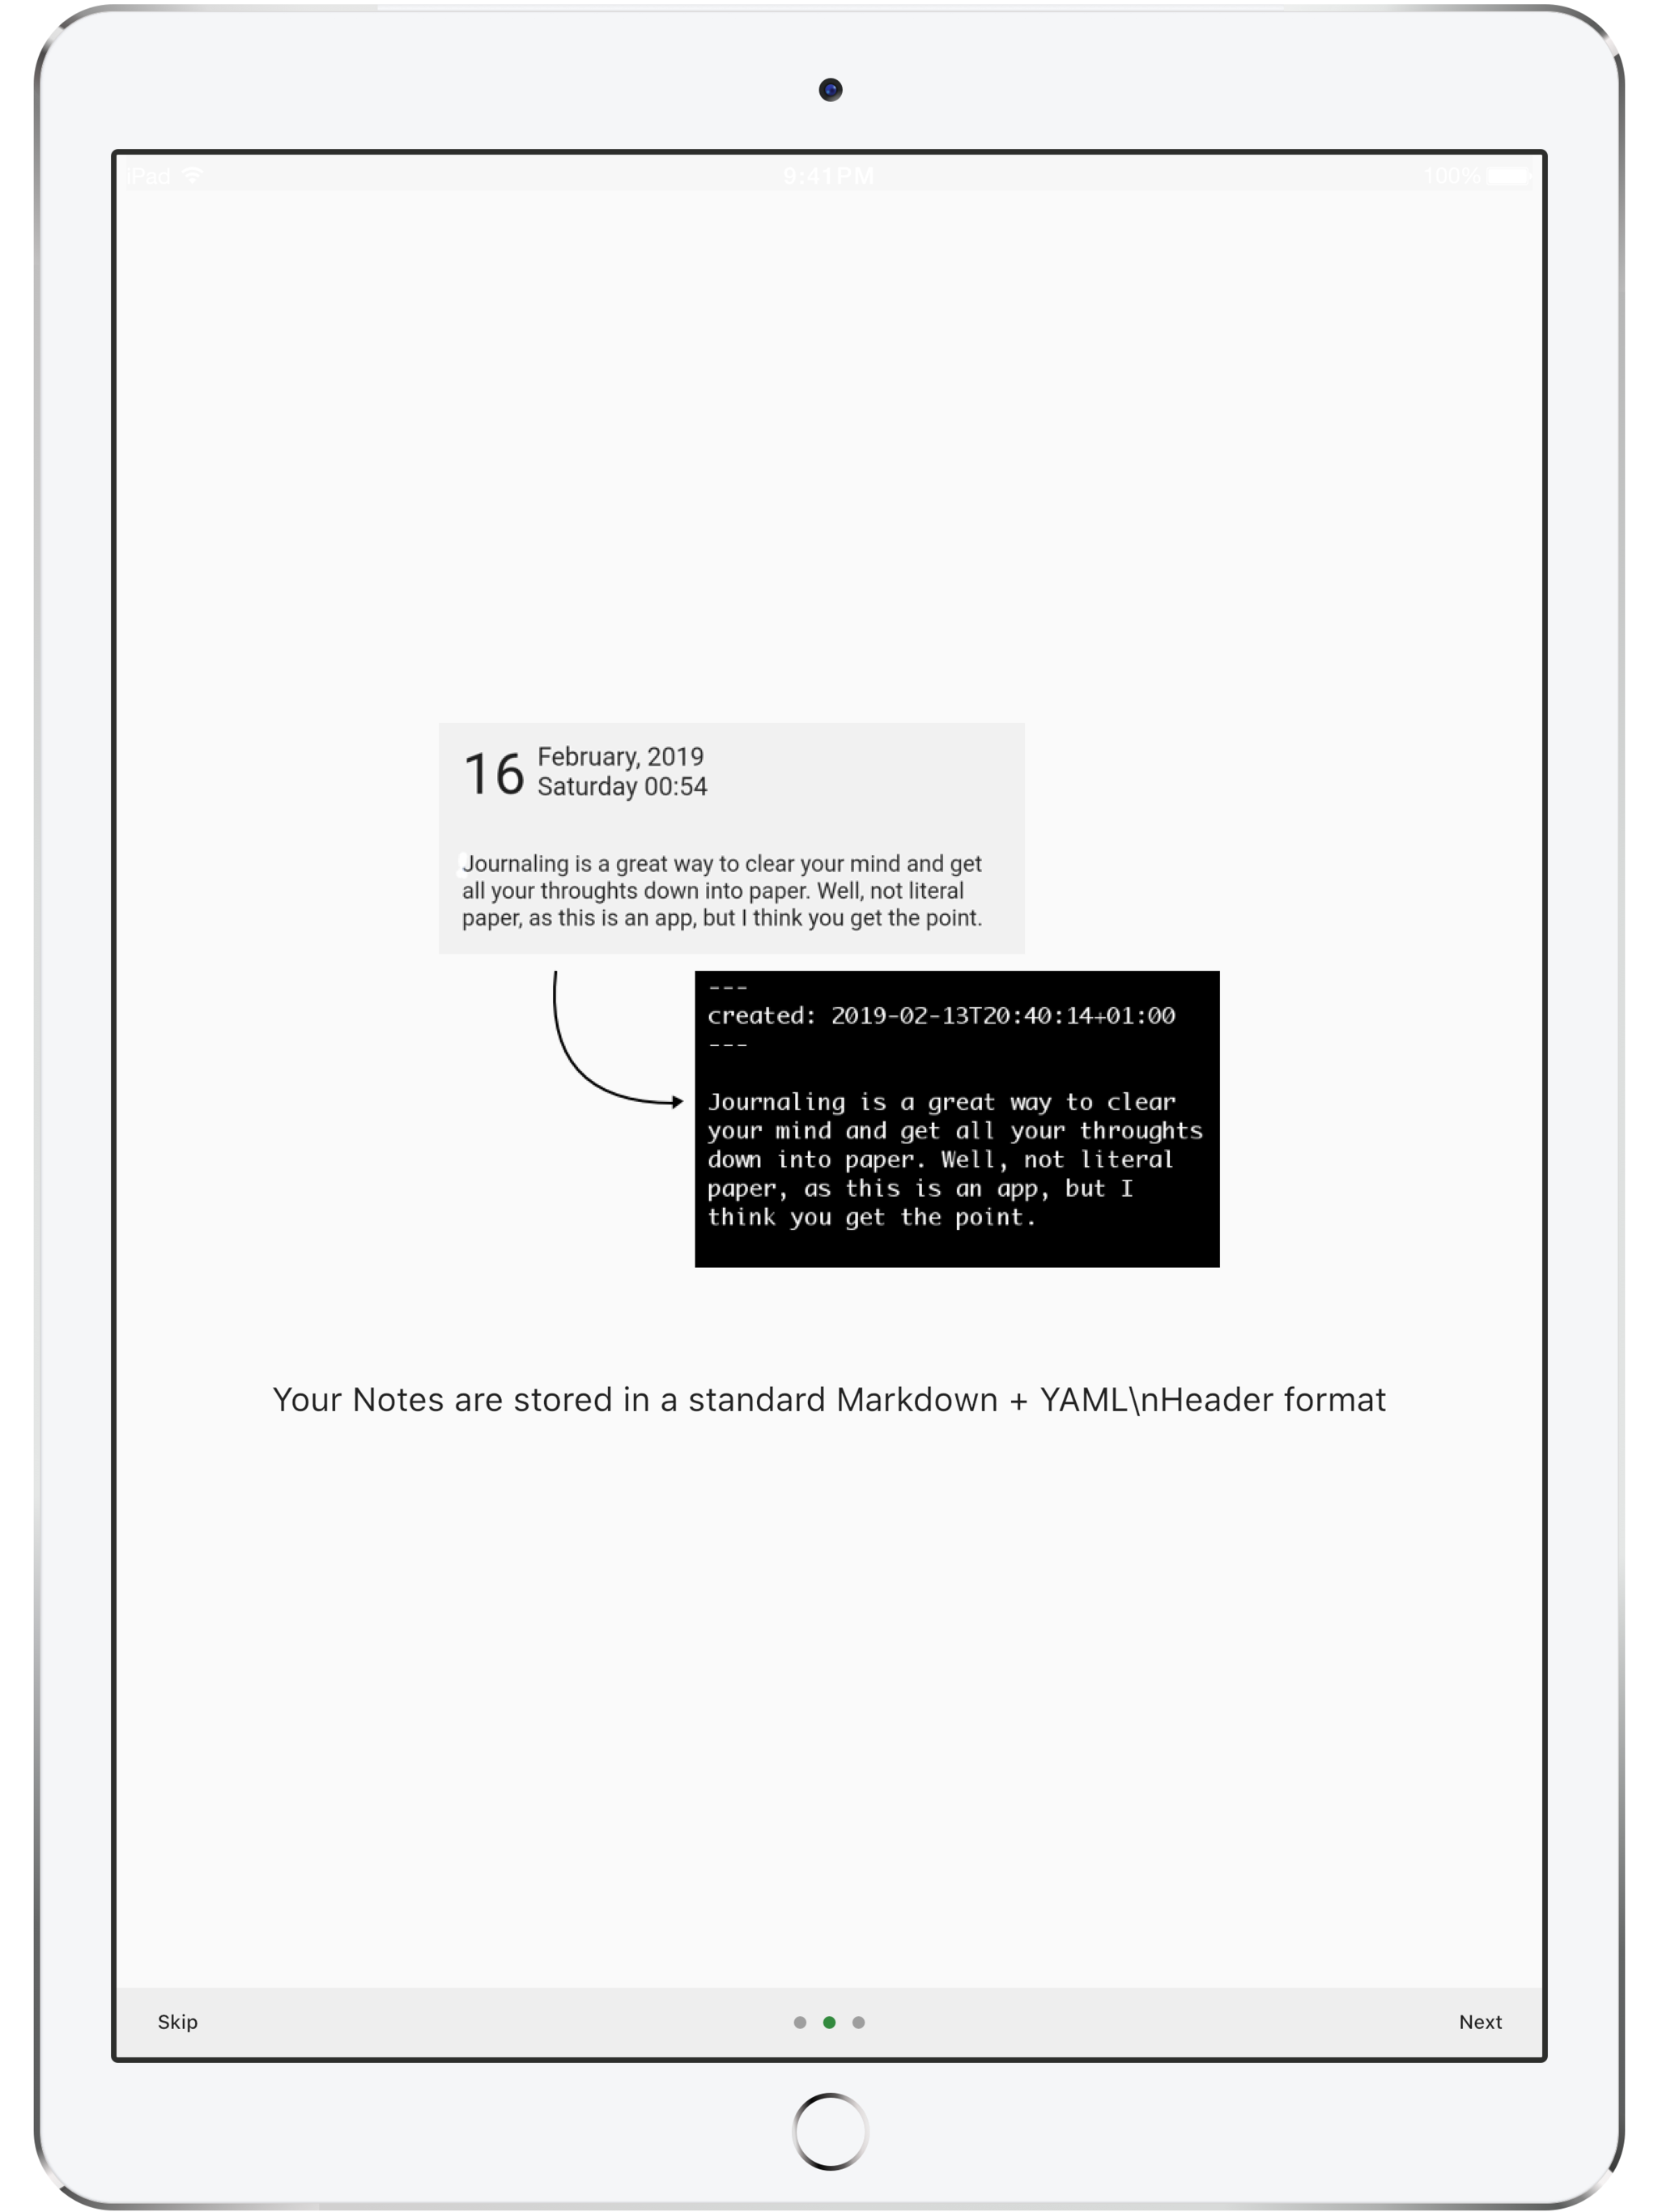 iPad
9:41PM
100%
16
February, 2019
Saturday 00:54
Journaling is a great way to clear your mind and get
all your throughts down into paper. Well, not literal
paper, as this is an app, but I think you get the point.
---
created: 2019-02-13T20:40:14+01:00
---
Journaling is a great way to clear
your mind and get all your throughts
down into paper. Well, not literal
paper, as this is an app, but I
think you get the point.
Your Notes are stored in a standard Markdown + YAML\nHeader format
Skip
Next